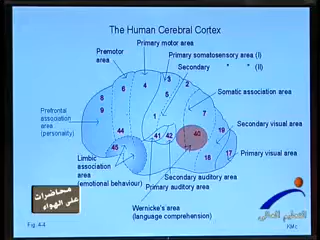 The Human Cerebral Cortex
Primary motor area
Premotor
area
Primary somatosensory area (I)
Secondary " " (II)
Somatic association area
Prefrontal
association
area
(personality)
Secondary visual area
Primary visual area
Limbic
association
area
(emotional behaviour)
Secondary auditory area
Primary auditory area
Wernicke's area
(language comprehension)
8
9
6
4
3
2
1
7
44
45
41
42
40
19
18
17
محاضرات
على الهواء
Fig. 4-4
التعليم العالي
KMc